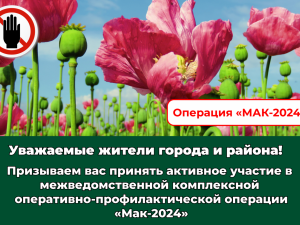 Операция «МАК-2024
Уважаемые жители города и района!
Призываем вас принять активное участие в
межведомственной комплексной
оперативно-профилактической операции
«Мак-2024»